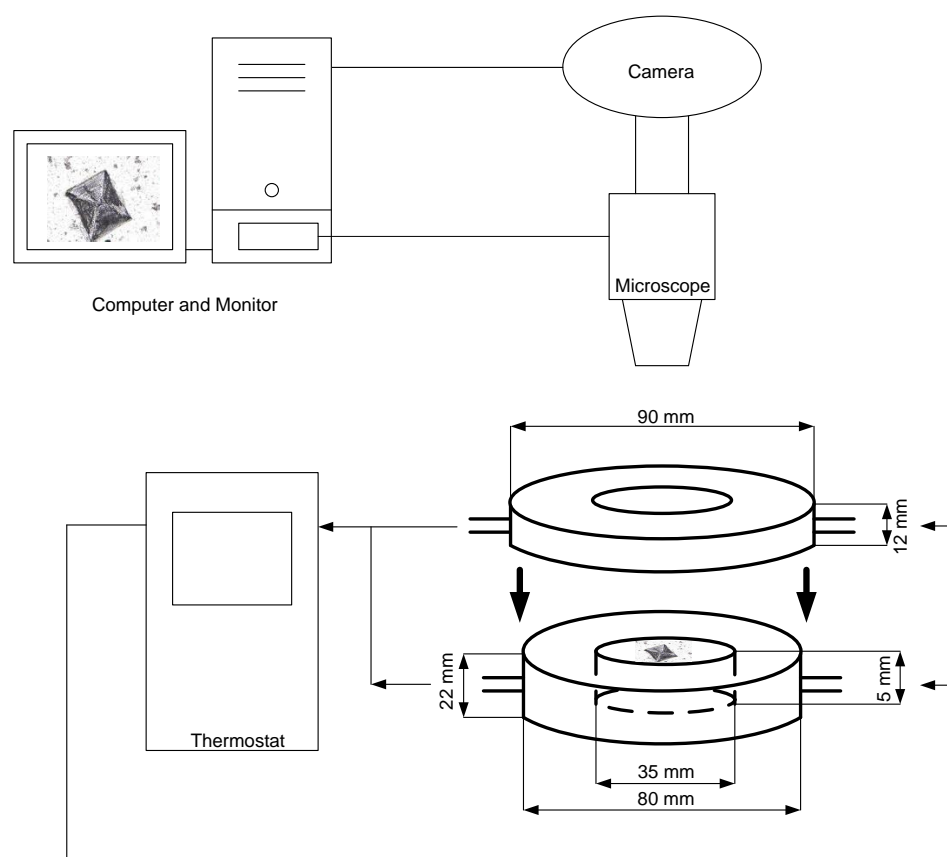 Camera
Microscope
Computer and Monitor
90 mm
12 mm
22 mm
5 mm
Thermostat
35 mm
80 mm